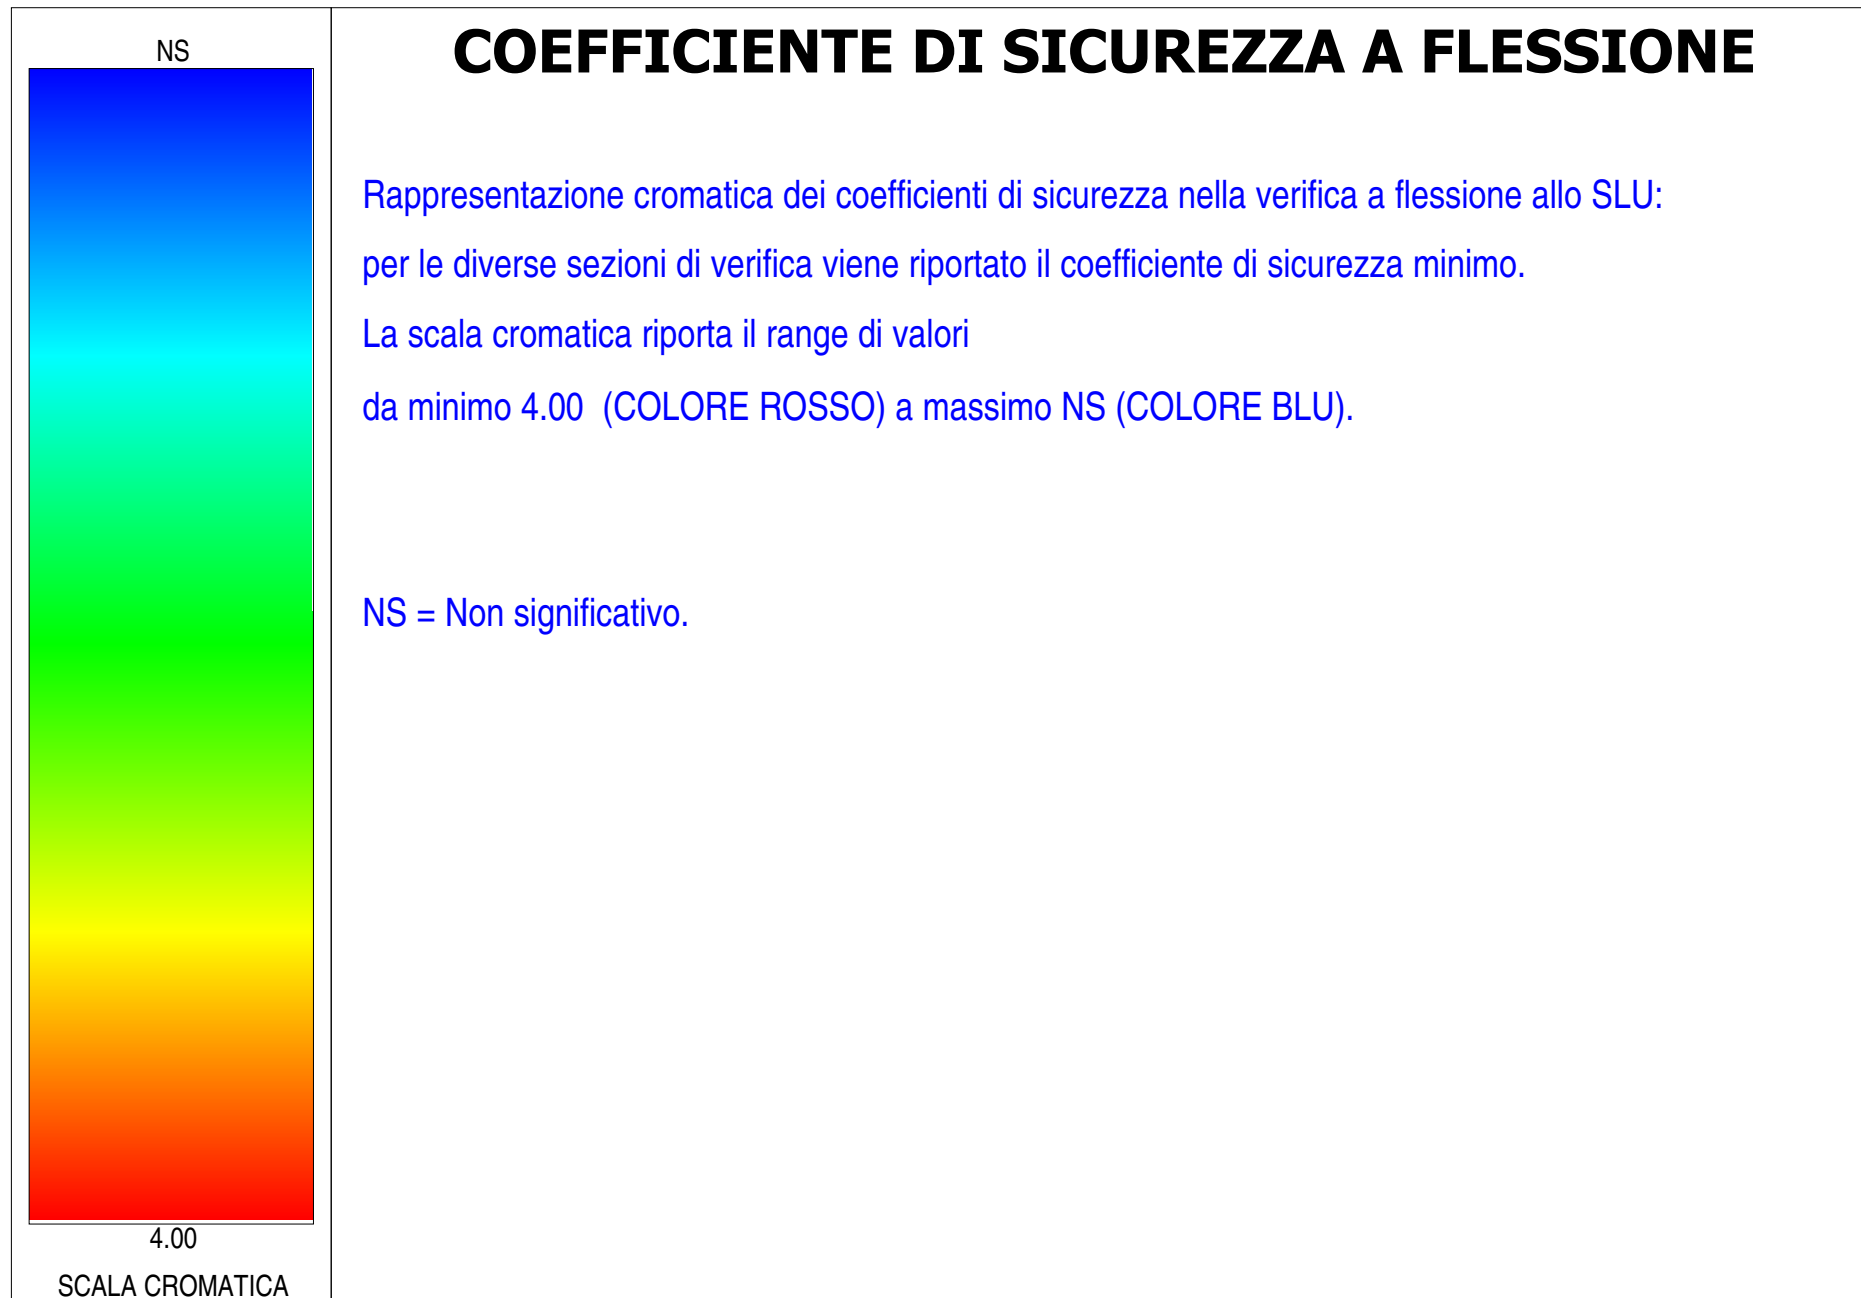 NS
4.00
SCALA CROMATICA
COEFFICIENTE DI SICUREZZA A FLESSIONE
Rappresentazione cromatica dei coefficienti di sicurezza nella verifica a flessione allo SLU:
per le diverse sezioni di verifica viene riportato il coefficiente di sicurezza minimo.
La scala cromatica riporta il range di valori
da minimo 4.00 (COLORE ROSSO) a massimo NS (COLORE BLU).
NS = Non significativo.